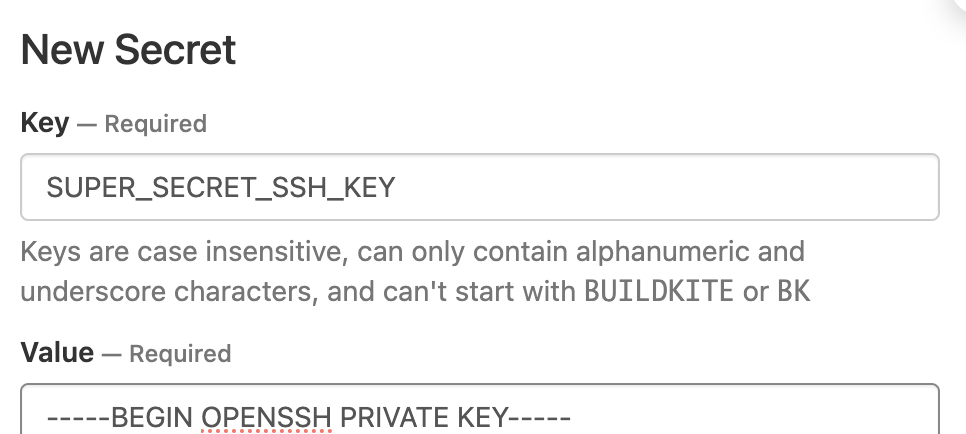 New Secret
Key — Required
SUPER_SECRET_SSH_KEY
Keys are case insensitive, can only contain alphanumeric and
underscore characters, and can't start with BUILDKITE or BK
Value — Required
-----BEGIN OPENSSH PRIVATE KEY-----